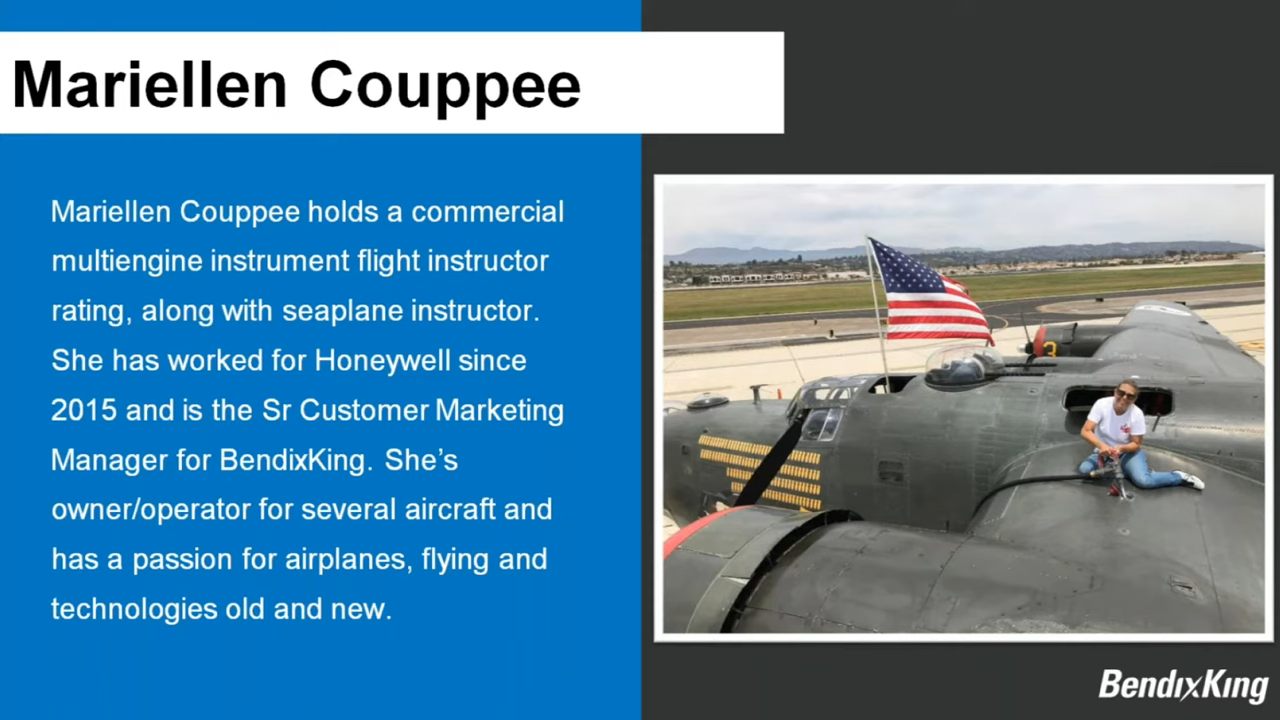 Mariellen Couppee
Mariellen Couppee holds a commercial
multiengine instrument flight instructor
rating, along with seaplane instructor.
She has worked for Honeywell since
2015 and is the Sr Customer Marketing
Manager for BendixKing. She’s
owner/operator for several aircraft and
has a passion for airplanes, flying and
technologies old and new.
3
BendixKing